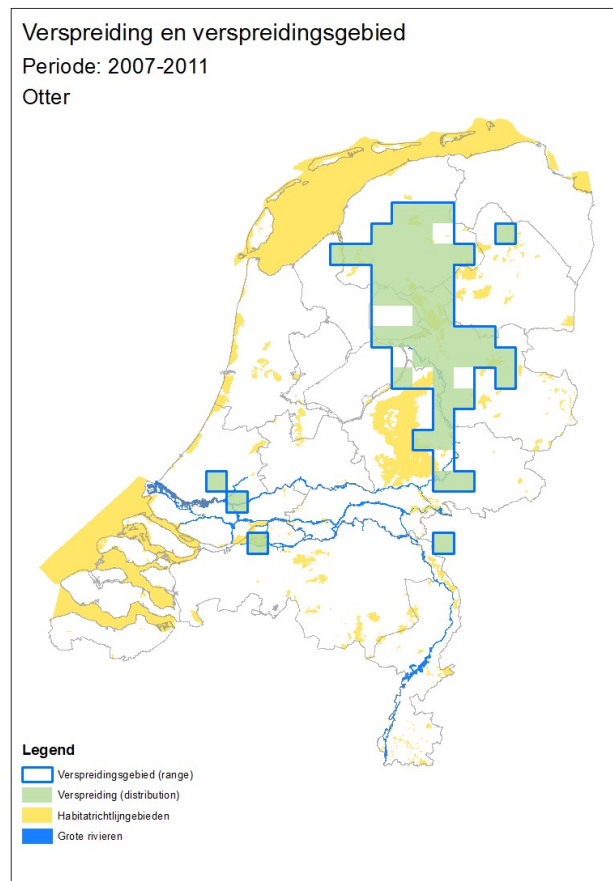 Verspreiding en verspreidingsgebied
Periode: 2007-2011
Otter
Legend
Verspreidingsgebied (range)
Verspreiding (distribution)
Habitatrichtlijngebieden
Grote rivieren